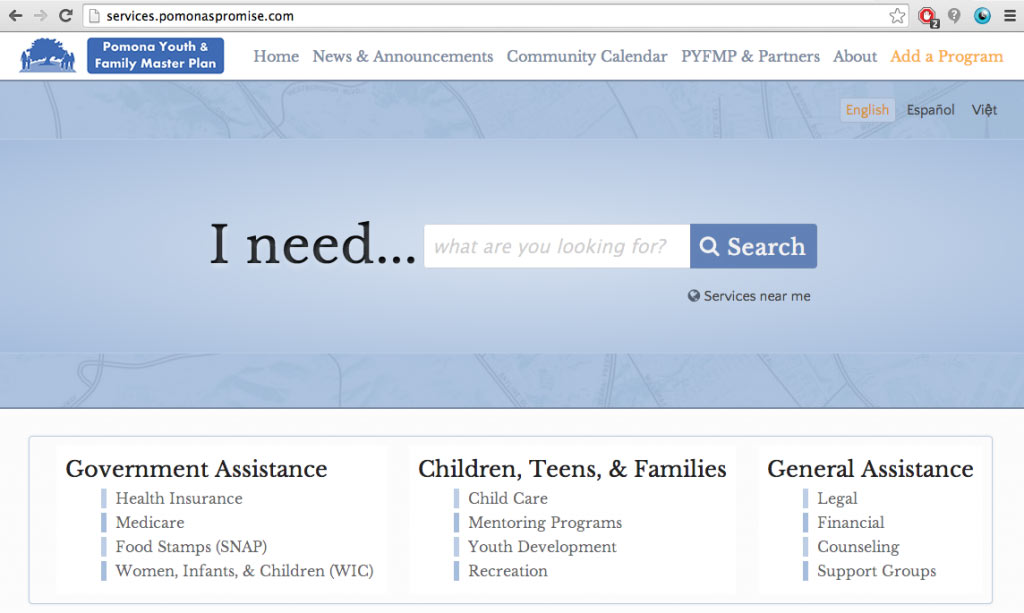 services.pomonaspromise.com
2
Pomona Youth &
Family Master Plan
Home News & Announcements Community Calendar PYFMP & Partners About Add a Program
English Español Việt
I need... what are you looking for? Search
Services near me
Government Assistance
Health Insurance
Medicare
Food Stamps (SNAP)
Women, Infants, & Children (WIC)
Children, Teens, & Families
Child Care
Mentoring Programs
Youth Development
Recreation
General Assistance
Legal
Financial
Counseling
Support Groups